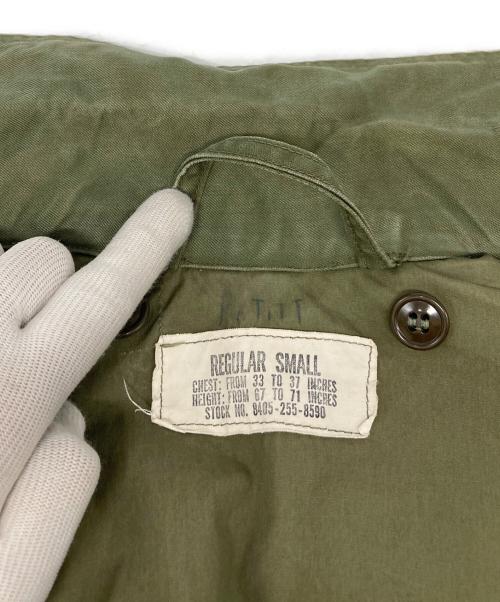 REGULAR SMALL
CHEST: FROM 33 TO 37 INCHES
HEIGHT: FROM 67 TO 71 INCHES
STOCK NO. 8405-255-8590